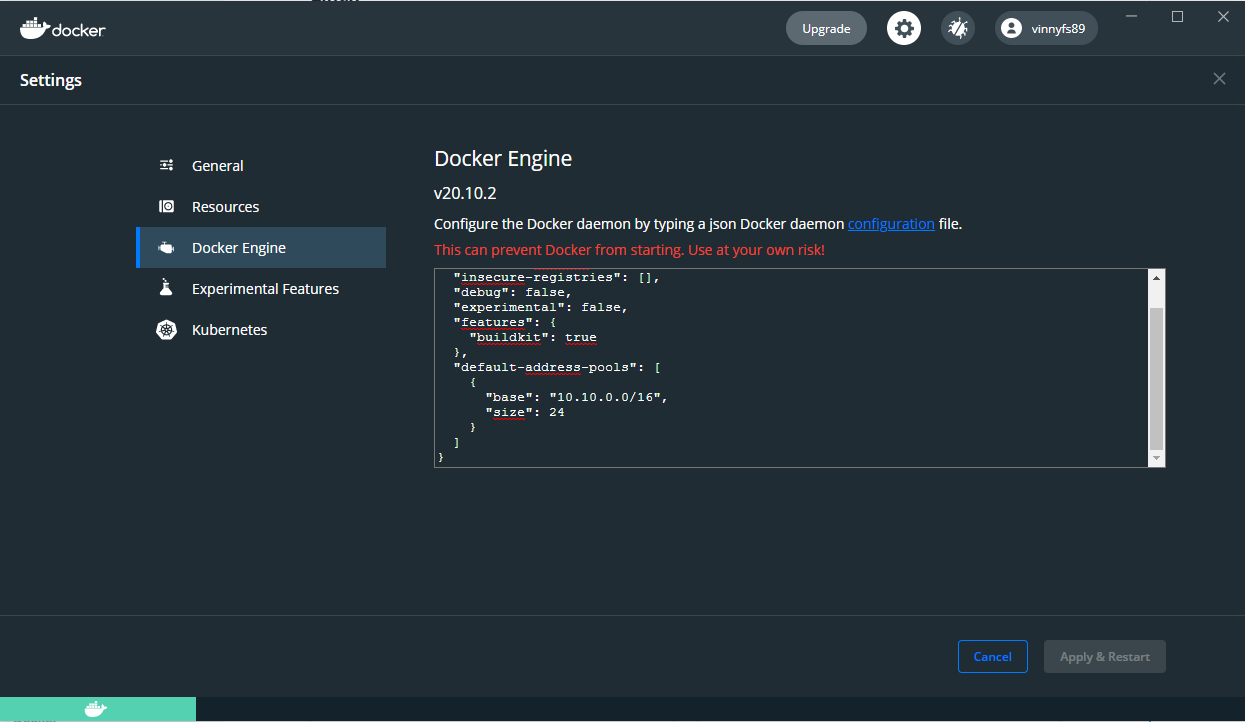 docker
Upgrade
vinnyfs89
Settings
General
Resources
Docker Engine
Experimental Features
Kubernetes
Docker Engine
v20.10.2
Configure the Docker daemon by typing a json Docker daemon configuration file.
This can prevent Docker from starting. Use at your own risk!
"insecure-registries": [],
"debug": false,
"experimental": false,
"features": {
"buildkit": true
},
"default-address-pools": [
{
"base": "10.10.0.0/16",
"size": 24
}
]
}
Cancel
Apply & Restart